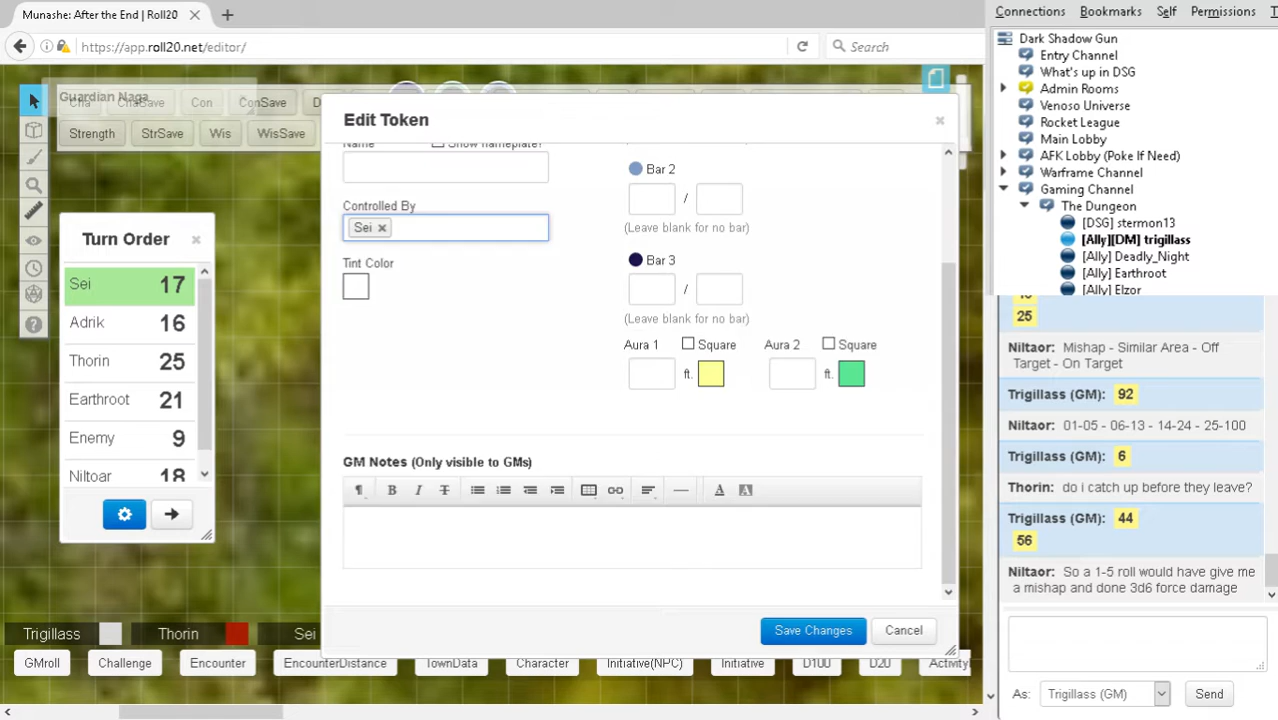 Munashe: After the End | Roll20
https://app.roll20.net/editor/
Search
Guardian Naga
Cha
ChaSave
Con
ConSave
Strength
StrSave
Wis
WisSave
Turn Order
Sei 17
Adrik 16
Thorin 25
Earthroot 21
Enemy 9
Niltoar 18
Edit Token
Name
Show nameplate?
Controlled By
Sei
Tint Color
Bar 2
/
(Leave blank for no bar)
Bar 3
/
(Leave blank for no bar)
Aura 1
Square
Aura 2
Square
ft.
ft.
GM Notes (Only visible to GMs)
Save Changes
Cancel
Trigillass
Thorin
Sei
GMroll
Challenge
Encounter
EncounterDistance
TownData
Character
Initiative(NPC)
Initiative
D100
D20
Activity
Connections Bookmarks Self Permissions T
Dark Shadow Gun
Entry Channel
What's up in DSG
Admin Rooms
Venoso Universe
Rocket League
Main Lobby
AFK Lobby (Poke If Need)
Warframe Channel
Gaming Channel
The Dungeon
[DSG] stermon13
[Ally][DM] trigillass
[Ally] Deadly_Night
[Ally] Earthroot
[Ally] Elzor
25
Niltaor: Mishap - Similar Area - Off
Target - On Target
Trigillass (GM): 92
Niltaor: 01-05 - 06-13 - 14-24 - 25-100
Trigillass (GM): 6
Thorin: do i catch up before they leave?
Trigillass (GM): 44
56
Niltaor: So a 1-5 roll would have give me
a mishap and done 3d6 force damage
As: Trigillass (GM)
Send